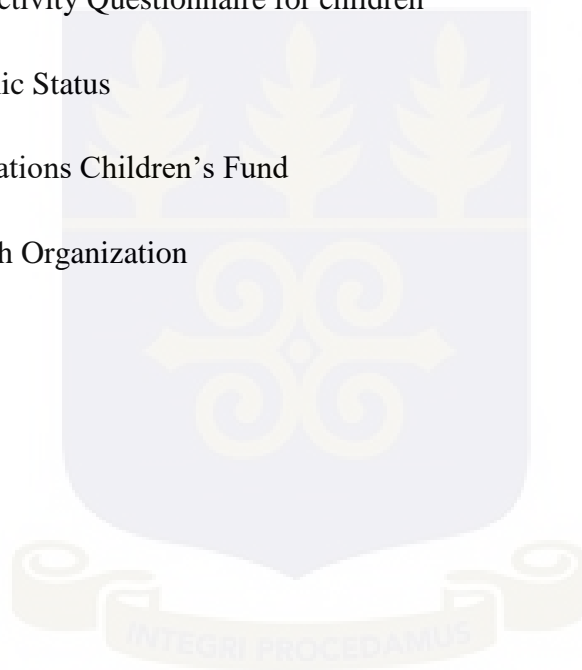 ctivity Questionnaire for children
ic Status
ations Children's Fund
h Organization
INTEGRI PROCEDAMUS